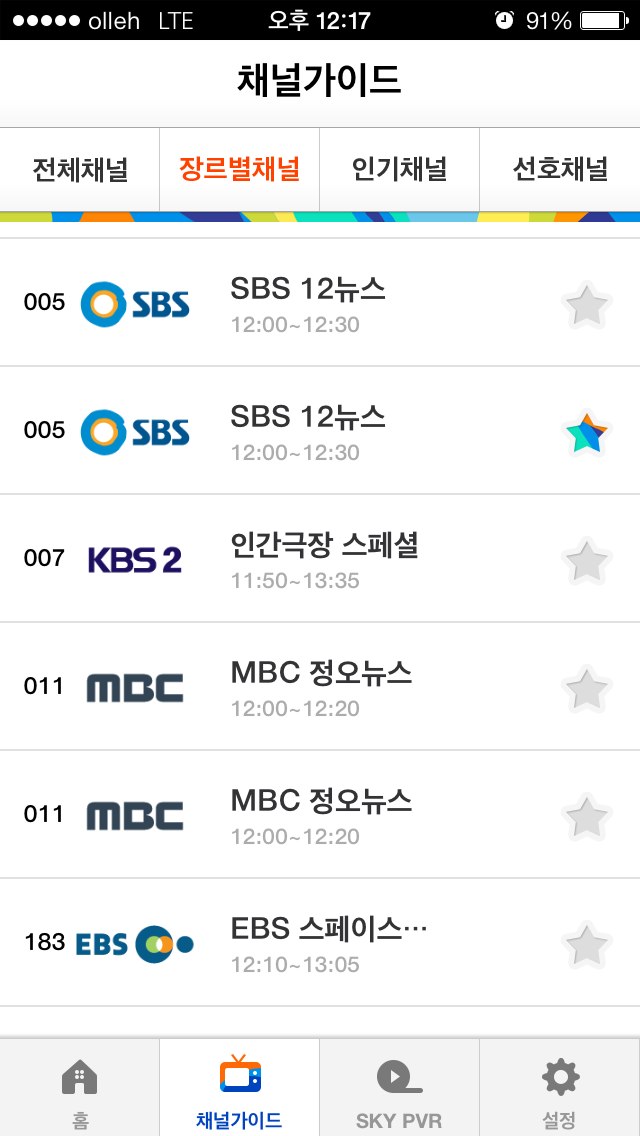 olleh LTE 오후 12:17 91%
채널가이드
전체채널 장르별채널 인기채널 선호채널
005 SBS SBS 12뉴스
12:00~12:30
005 SBS SBS 12뉴스
12:00~12:30
007 KBS 2 인간극장 스페셜
11:50~13:35
011 MBC MBC 정오뉴스
12:00~12:20
011 MBC MBC 정오뉴스
12:00~12:20
183 EBS EBS 스페이스…
12:10~13:05
홈 채널가이드 SKY PVR 설정